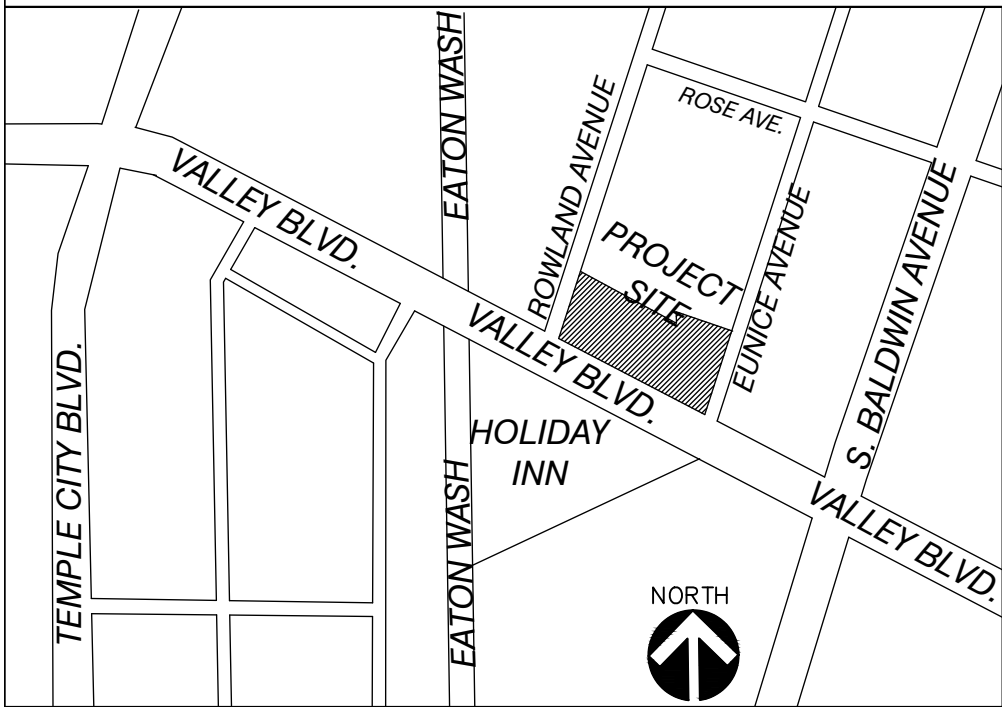 EATON WASH
ROWLAND AVENUE
ROSE AVE.
VALLEY BLVD.
EUNICE AVENUE
S. BALDWIN AVENUE
PROJECT
SITE
VALLEY BLVD.
TEMPLE CITY BLVD.
HOLIDAY
INN
EATON WASH
VALLEY BLVD.
NORTH